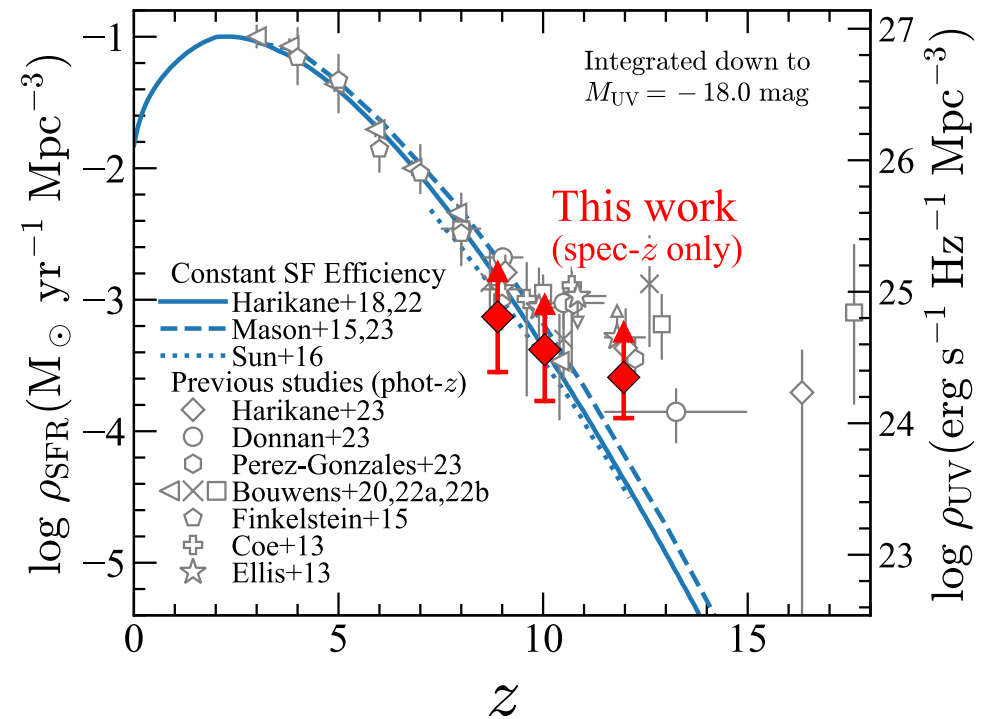 Integrated down to
M_UV = −18.0 mag
This work
(spec-z only)
Constant SF Efficiency
Harikane+18,22
Mason+15,23
Sun+16
Previous studies (phot-z)
Harikane+23
Donnan+23
Perez-Gonzales+23
Bouwens+20,22a,22b
Finkelstein+15
Coe+13
Ellis+13
log ρ_SFR (M_⊙ yr⁻¹ Mpc⁻³)
−1
−2
−3
−4
−5
log ρ_UV (erg s⁻¹ Hz⁻¹ Mpc⁻³)
27
26
25
24
23
0 5 10 15
z